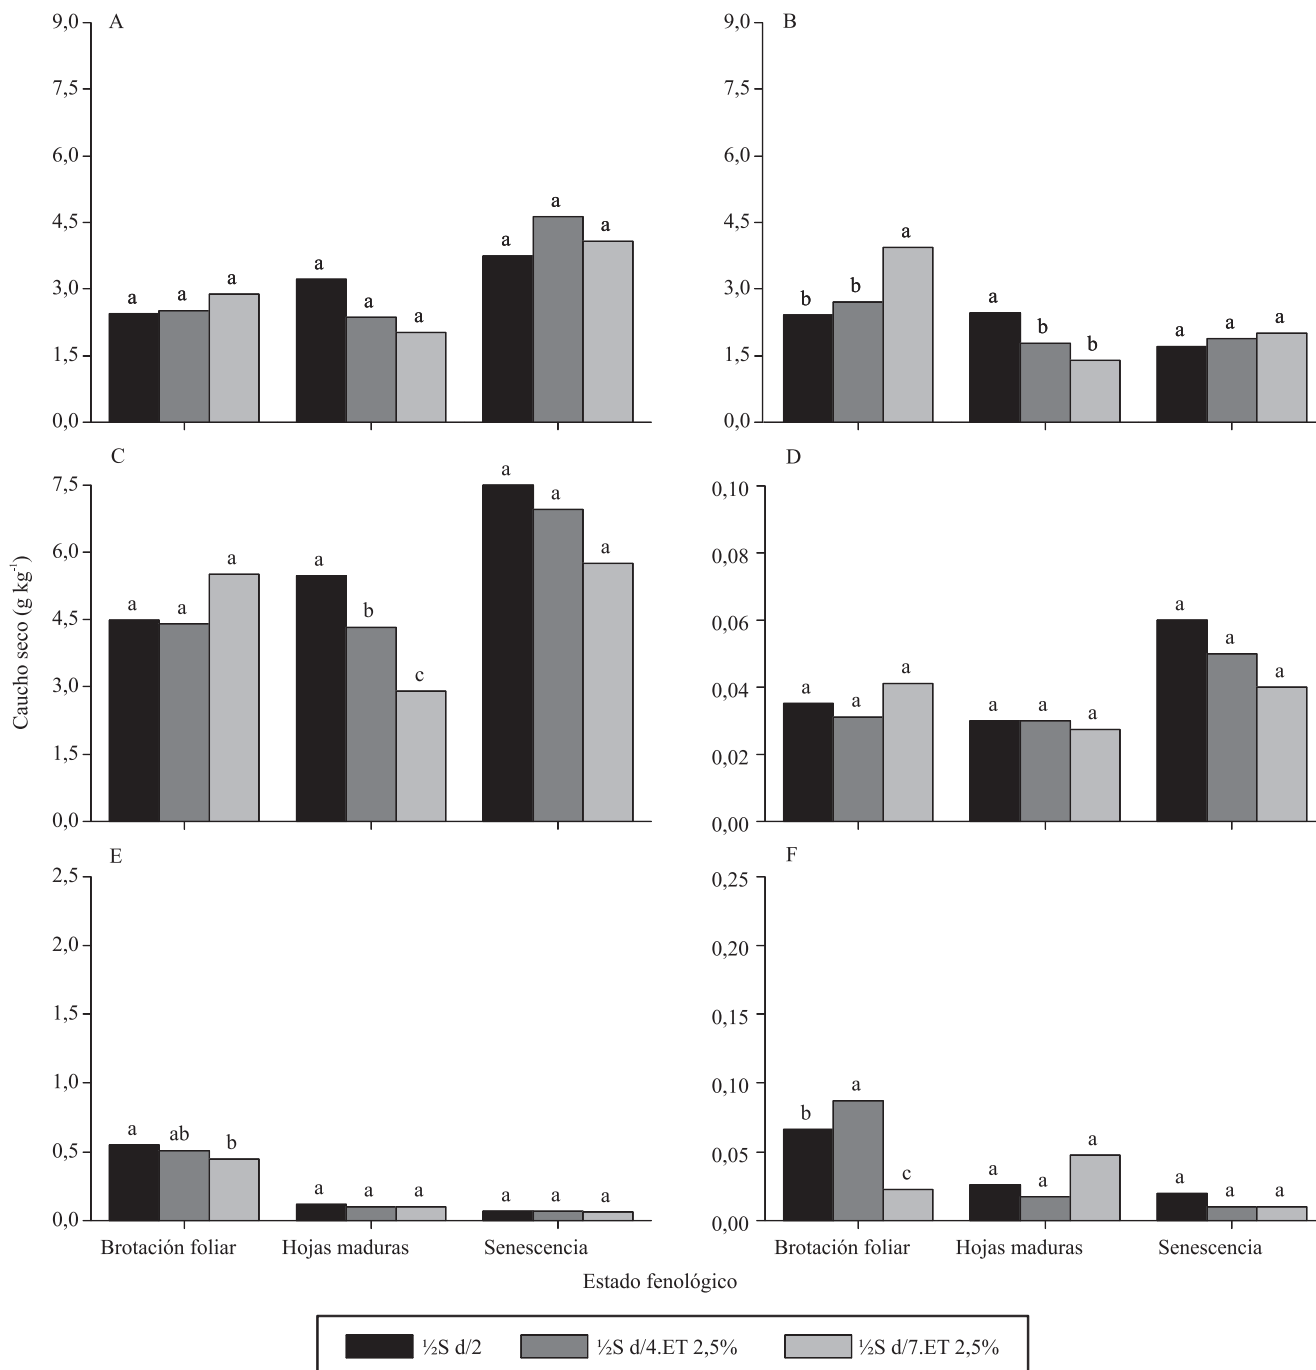 A
9,0
7,5
6,0
4,5
3,0
1,5
0,0
a a a
a a a
a a a
B
9,0
7,5
6,0
4,5
3,0
1,5
0,0
b b a
a b b
a a a
C
7,5
6,0
4,5
3,0
1,5
0,0
a a a
a b c
a a a
D
0,10
0,08
0,06
0,04
0,02
0,00
a a a
a a a
a a a
Caucho seco (g kg⁻¹)
E
2,5
2,0
1,5
1,0
0,5
0,0
a ab b
a a a
a a a
Brotación foliar Hojas maduras Senescencia
F
0,25
0,20
0,15
0,10
0,05
0,00
b a c
a a a
a a a
Brotación foliar Hojas maduras Senescencia
Estado fenológico
½S d/2 ½S d/4.ET 2,5% ½S d/7.ET 2,5%